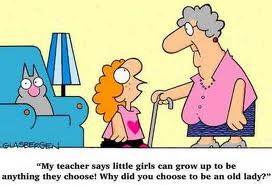 GLASBERGEN
"My teacher says little girls can grow up to be
anything they choose! Why did you choose to be an old lady?"